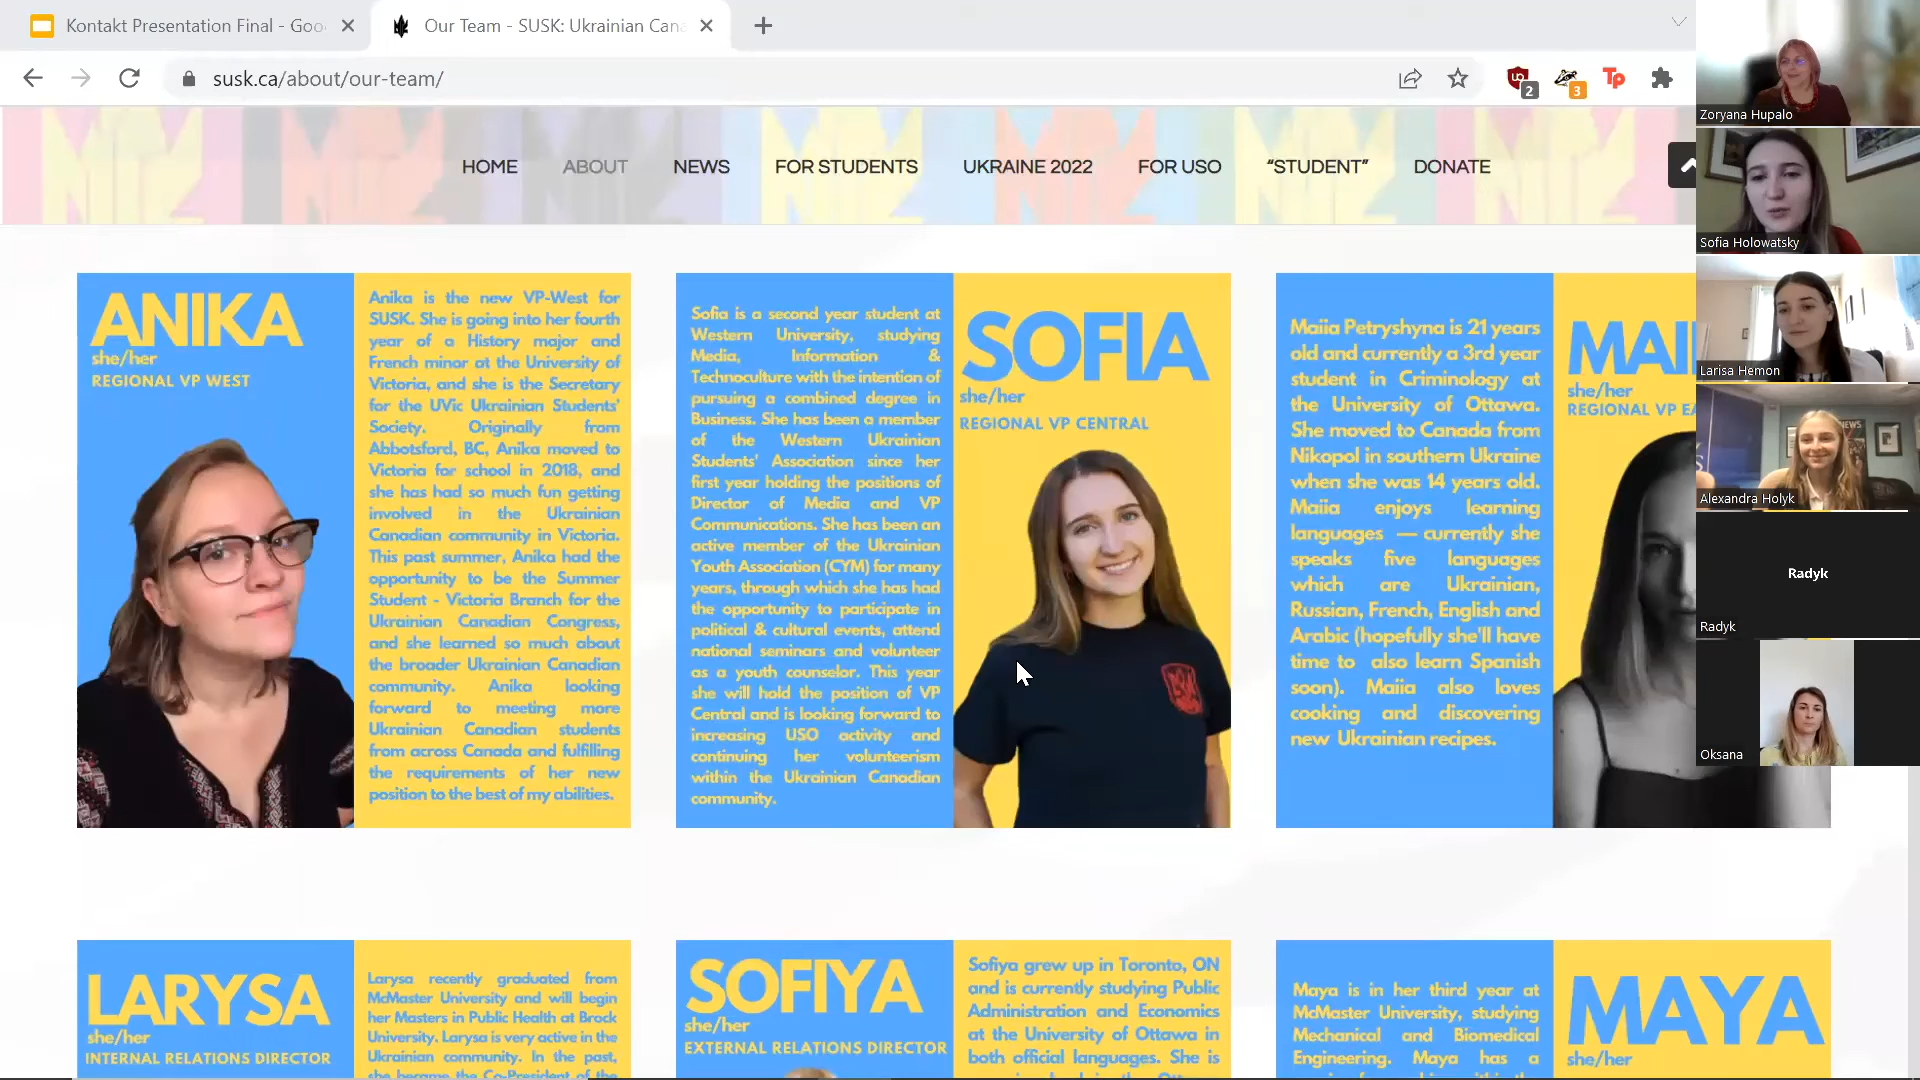 Kontakt Presentation Final - Goo
Our Team - SUSK: Ukrainian Cana
susk.ca/about/our-team/
2
3
Tp
HOME
ABOUT
NEWS
FOR STUDENTS
UKRAINE 2022
FOR USO
“STUDENT”
DONATE
ANIKA
she/her
REGIONAL VP WEST
Anika is the new VP-West for
SUSK. She is going into her fourth
year of a History major and
French minor at the University of
Victoria, and she is the Secretary
for the UVic Ukrainian Students'
Society. Originally from
Abbotsford, BC, Anika moved to
Victoria for school in 2018, and
she has had so much fun getting
involved in the Ukrainian
Canadian community in Victoria.
This past summer, Anika had the
opportunity to be the Summer
Student - Victoria Branch for the
Ukrainian Canadian Congress,
and she learned so much about
the broader Ukrainian Canadian
community. Anika looking
forward to meeting more
Ukrainian Canadian students
from across Canada and fulfilling
the requirements of her new
position to the best of my abilities.
Sofia is a second year student at
Western University, studying
Media, Information &
Technoculture with the intention of
pursuing a combined degree in
Business. She has been a member
of the Western Ukrainian
Students' Association since her
first year holding the positions of
Director of Media and VP
Communications. She has been an
active member of the Ukrainian
Youth Association (CYM) for many
years, through which she has had
the opportunity to participate in
political & cultural events, attend
national seminars and volunteer
as a youth counselor. This year
she will hold the position of VP
Central and is looking forward to
increasing USO activity and
continuing her volunteerism
within the Ukrainian Canadian
community.
SOFIA
she/her
REGIONAL VP CENTRAL
Maiia Petryshyna is 21 years
old and currently a 3rd year
student in Criminology at
the University of Ottawa.
She moved to Canada from
Nikopol in southern Ukraine
when she was 14 years old.
Maiia enjoys learning
languages — currently she
speaks five languages
which are Ukrainian,
Russian, French, English and
Arabic (hopefully she'll have
time to also learn Spanish
soon). Maiia also loves
cooking and discovering
new Ukrainian recipes.
MAII
she/her
REGIONAL VP EA
LARYSA
she/her
INTERNAL RELATIONS DIRECTOR
Larysa recently graduated from
McMaster University and will begin
her Masters in Public Health at Brock
University. Larysa is very active in the
Ukrainian community. In the past,
she became the Co-President of the
SOFIYA
she/her
EXTERNAL RELATIONS DIRECTOR
Sofiya grew up in Toronto, ON
and is currently studying Public
Administration and Economics
at the University of Ottawa in
both official languages. She is
Maya is in her third year at
McMaster University, studying
Mechanical and Biomedical
Engineering. Maya has a
MAYA
she/her
Zoryana Hupalo
Sofia Holowatsky
Larisa Hemon
NEWS
Alexandra Holyk
Radyk
Radyk
Oksana